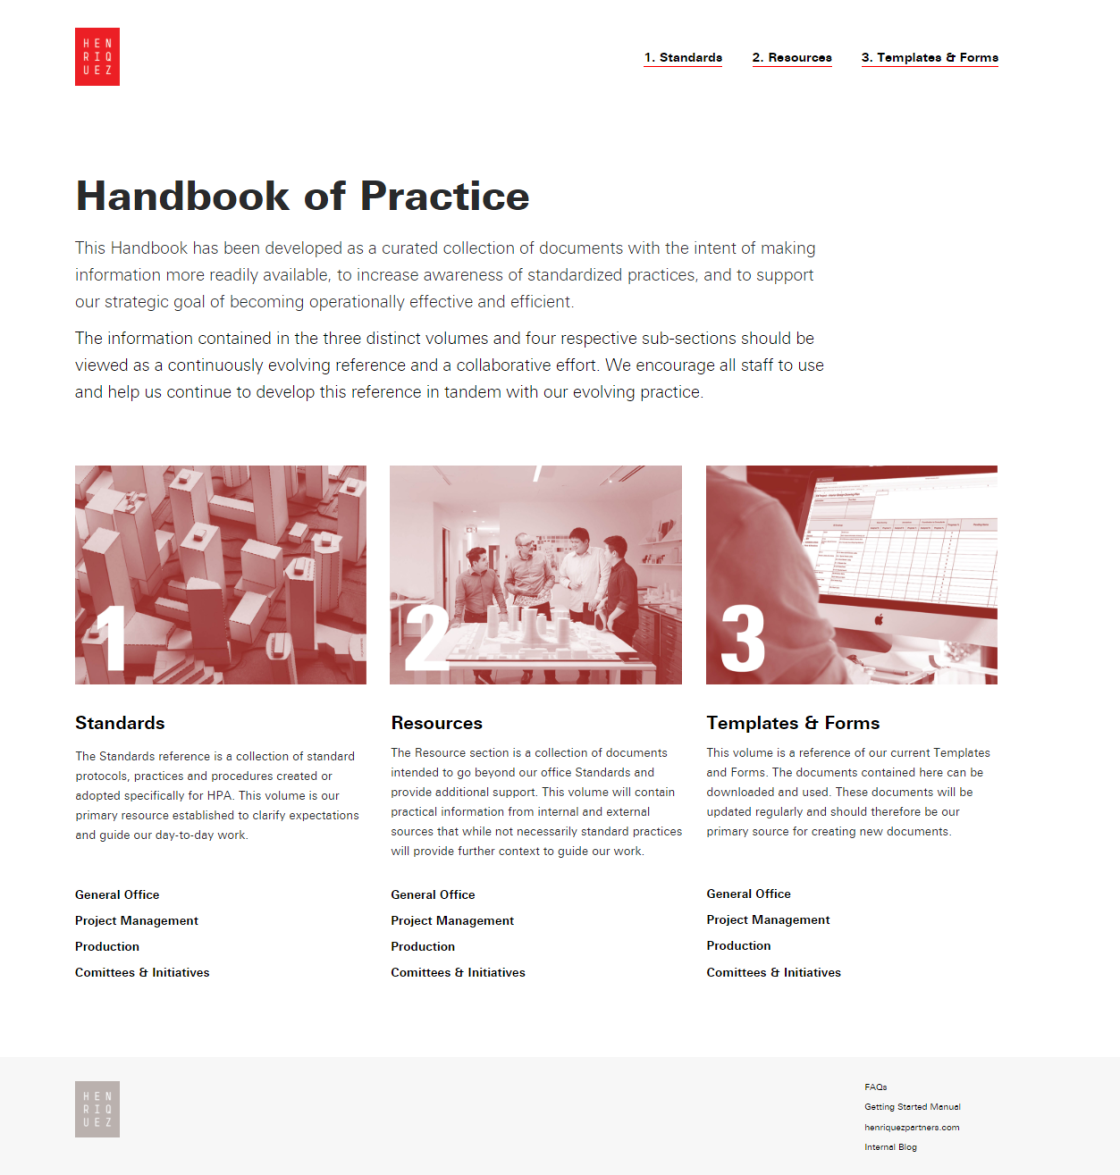 HEN
RIQ
UEZ
1. Standards 2. Resources 3. Templates & Forms
Handbook of Practice
This Handbook has been developed as a curated collection of documents with the intent of making
information more readily available, to increase awareness of standardized practices, and to support
our strategic goal of becoming operationally effective and efficient.
The information contained in the three distinct volumes and four respective sub-sections should be
viewed as a continuously evolving reference and a collaborative effort. We encourage all staff to use
and help us continue to develop this reference in tandem with our evolving practice.
1
2
3
Standards
The Standards reference is a collection of standard
protocols, practices and procedures created or
adopted specifically for HPA. This volume is our
primary resource established to clarify expectations
and guide our day-to-day work.
General Office
Project Management
Production
Comittees & Initiatives
Resources
The Resource section is a collection of documents
intended to go beyond our office Standards and
provide additional support. This volume will contain
practical information from internal and external
sources that while not necessarily standard practices
will provide further context to guide our work.
General Office
Project Management
Production
Comittees & Initiatives
Templates & Forms
This volume is a reference of our current Templates
and Forms. The documents contained here can be
downloaded and used. These documents will be
updated regularly and should therefore be our
primary source for creating new documents.
General Office
Project Management
Production
Comittees & Initiatives
HEN
RIQ
UEZ
FAQs
Getting Started Manual
henriquezpartners.com
Internal Blog